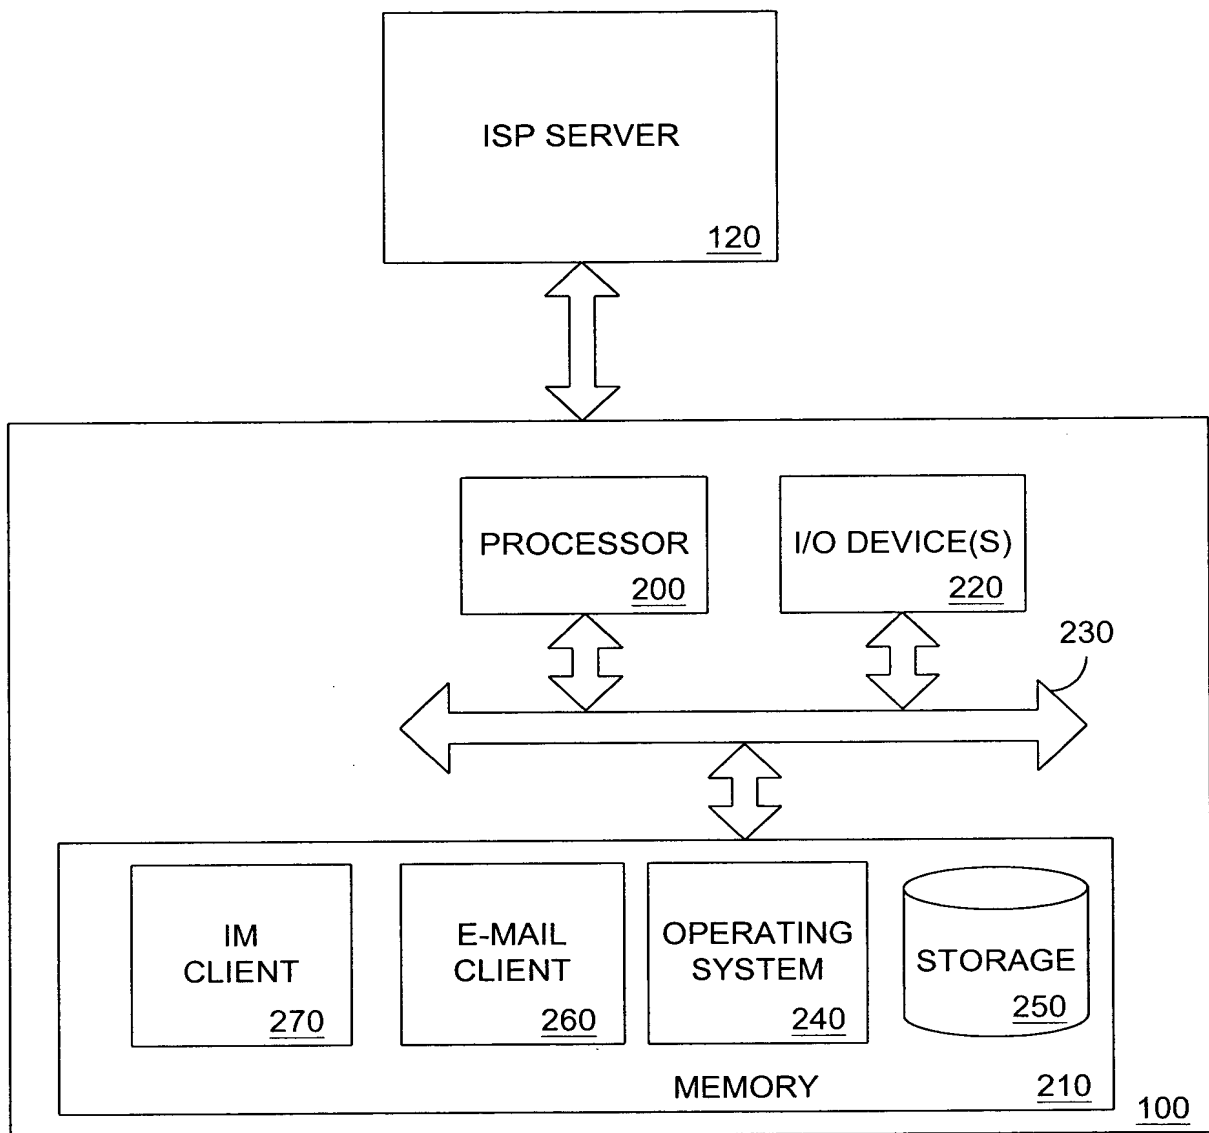 ISP SERVER
120
PROCESSOR
200
I/O DEVICE(S)
220
230
IM
CLIENT
270
E-MAIL
CLIENT
260
OPERATING
SYSTEM
240
STORAGE
250
MEMORY
210
100